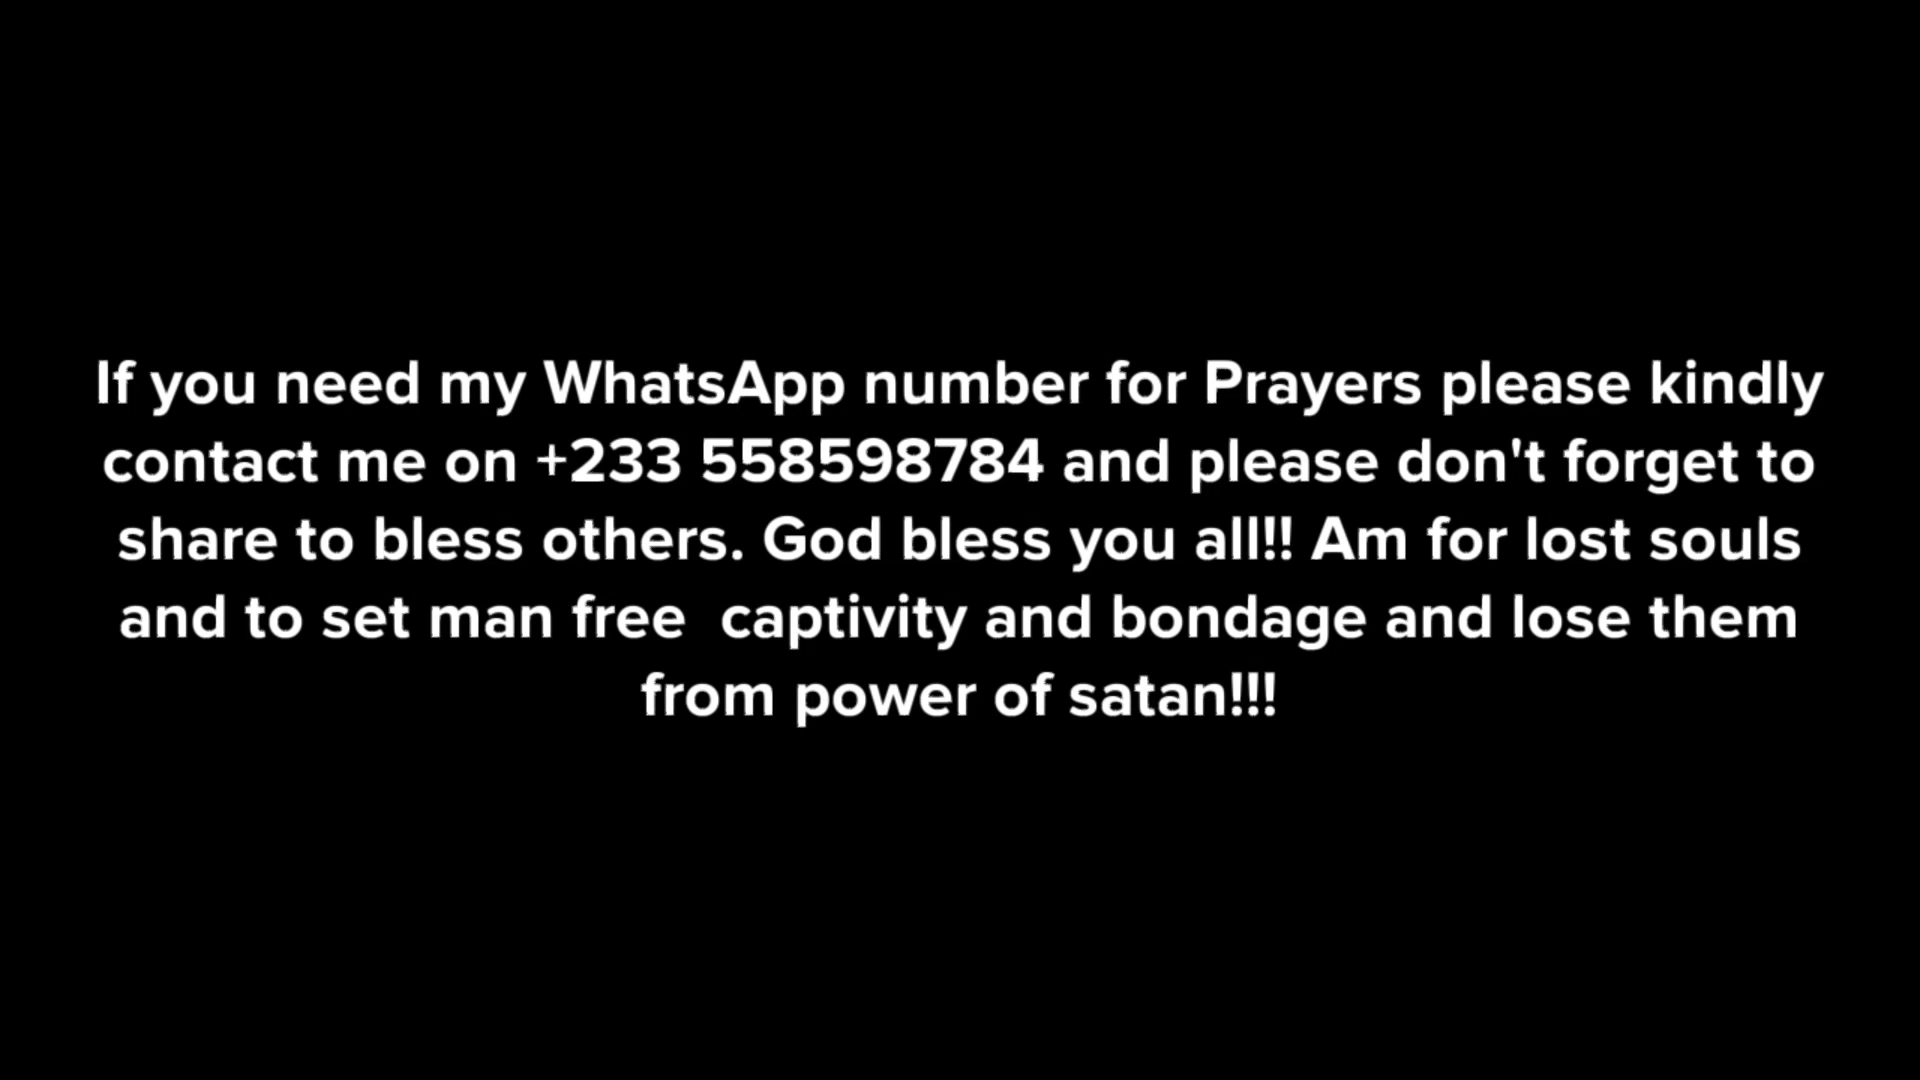 If you need my WhatsApp number for Prayers please kindly
contact me on +233 558598784 and please don't forget to
share to bless others. God bless you all!! Am for lost souls
and to set man free  captivity and bondage and lose them
from power of satan!!!